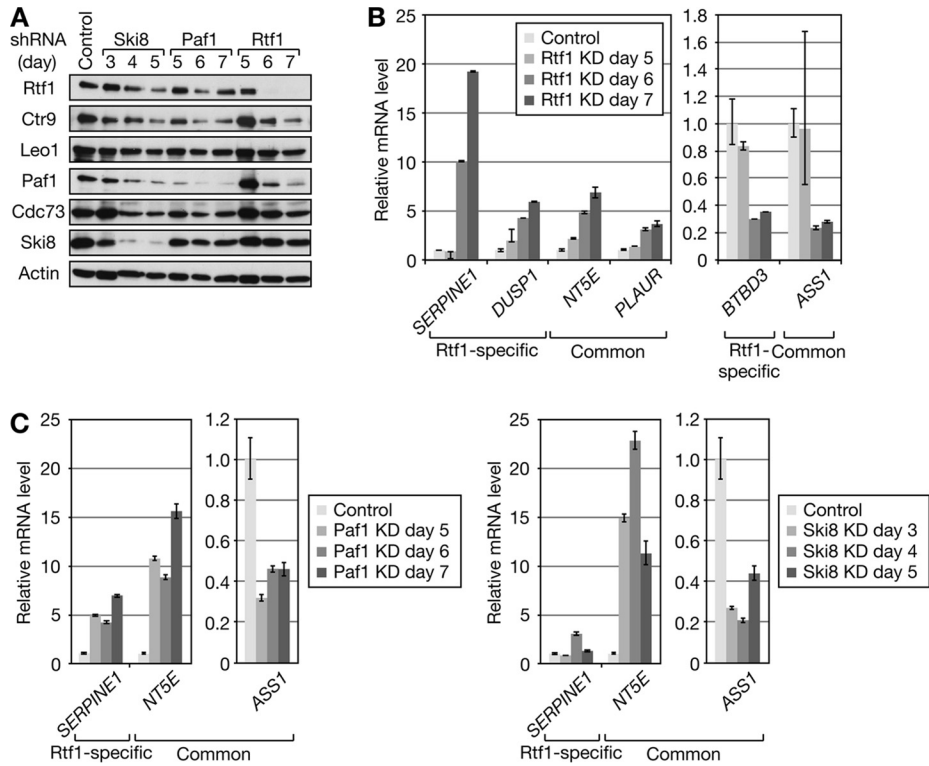 A
shRNA
(day)
Control
Ski8
Paf1
Rtf1
3 4 5 5 6 7 5 6 7
Rtf1
Ctr9
Leo1
Paf1
Cdc73
Ski8
Actin
B
Relative mRNA level
25
20
15
10
5
0
Control
Rtf1 KD day 5
Rtf1 KD day 6
Rtf1 KD day 7
SERPINE1
DUSP1
NT5E
PLAUR
Rtf1-specific
Common
1.8
1.6
1.4
1.2
1.0
0.8
0.6
0.4
0.2
0
BTBD3
ASS1
Rtf1-specific
Common
C
Relative mRNA level
25
20
15
10
5
0
SERPINE1
NT5E
Rtf1-specific
Common
1.2
1.0
0.8
0.6
0.4
0.2
0
ASS1
Control
Paf1 KD day 5
Paf1 KD day 6
Paf1 KD day 7
Relative mRNA level
25
20
15
10
5
0
SERPINE1
NT5E
Rtf1-specific
Common
1.2
1.0
0.8
0.6
0.4
0.2
0
ASS1
Control
Ski8 KD day 3
Ski8 KD day 4
Ski8 KD day 5